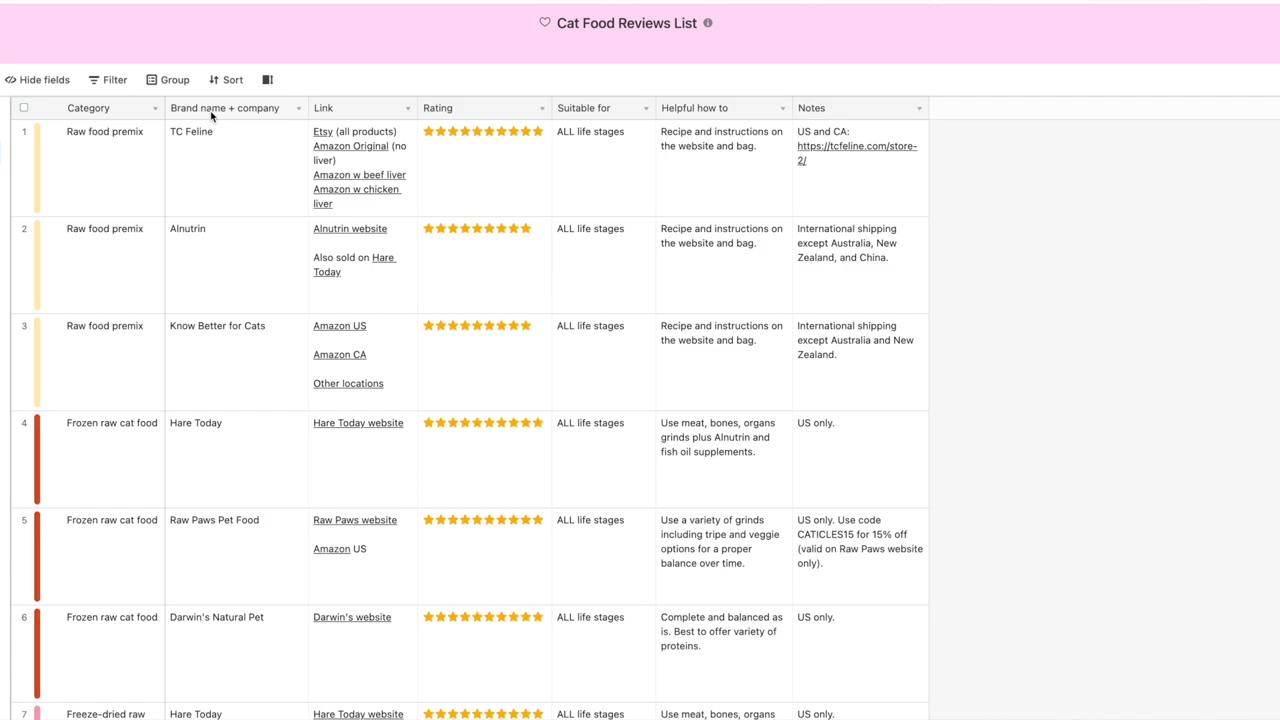 Cat Food Reviews List
Hide fields Filter Group Sort
Category Brand name + company Link Rating Suitable for Helpful how to Notes
1 Raw food premix TC Feline Etsy (all products) ALL life stages Recipe and instructions on US and CA:
Amazon Original (no the website and bag. https://tcfeline.com/store-
liver) 2/
Amazon w beef liver
Amazon w chicken
liver
2 Raw food premix Alnutrin Alnutrin website ALL life stages Recipe and instructions on International shipping
the website and bag. except Australia, New
Also sold on Hare Zealand, and China.
Today
3 Raw food premix Know Better for Cats Amazon US ALL life stages Recipe and instructions on International shipping
the website and bag. except Australia and New
Amazon CA Zealand.
Other locations
4 Frozen raw cat food Hare Today Hare Today website ALL life stages Use meat, bones, organs US only.
grinds plus Alnutrin and
fish oil supplements.
5 Frozen raw cat food Raw Paws Pet Food Raw Paws website ALL life stages Use a variety of grinds US only. Use code
including tripe and veggie CATICLES15 for 15% off
Amazon US options for a proper (valid on Raw Paws website
balance over time. only).
6 Frozen raw cat food Darwin's Natural Pet Darwin's website ALL life stages Complete and balanced as US only.
is. Best to offer variety of
proteins.
7 Freeze-dried raw Hare Today Hare Today website ALL life stages Use meat, bones, organs US only.